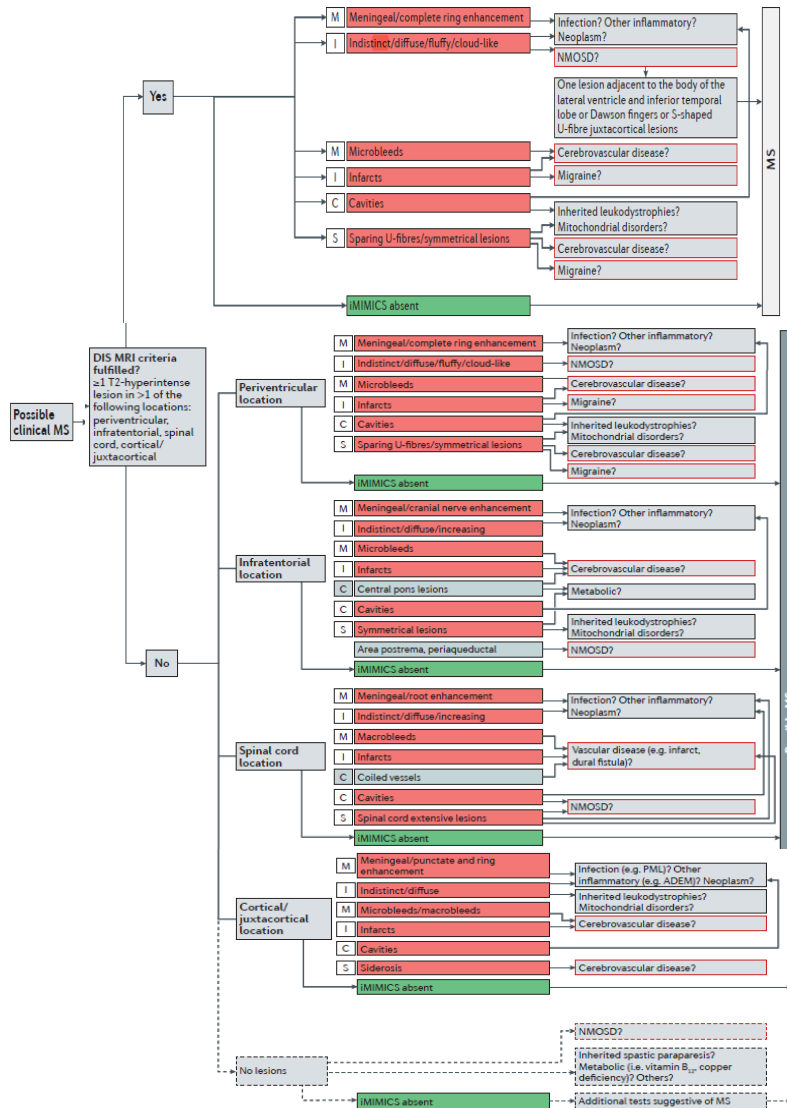 M Meningeal/complete ring enhancement
Infection? Other inflammatory?
Neoplasm?
I Indistinct/diffuse/fluffy/cloud-like
NMOSD?
Yes
One lesion adjacent to the body of the
lateral ventricle and inferior temporal
lobe or Dawson fingers or S-shaped
U-fibre juxtacortical lesions
MS
M Microbleeds
Cerebrovascular disease?
I Infarcts
Migraine?
C Cavities
Inherited leukodystrophies?
Mitochondrial disorders?
S Sparing U-fibres/symmetrical lesions
Cerebrovascular disease?
Migraine?
iMIMICS absent
Possible
clinical MS
DIS MRI criteria
fulfilled?
≥1 T2-hyperintense
lesion in >1 of the
following locations:
periventricular,
infratentorial, spinal
cord, cortical/
juxtacortical
No
Periventricular
location
M Meningeal/complete ring enhancement
Infection? Other inflammatory?
Neoplasm?
I Indistinct/diffuse/fluffy/cloud-like
NMOSD?
M Microbleeds
Cerebrovascular disease?
I Infarcts
Migraine?
C Cavities
Inherited leukodystrophies?
Mitochondrial disorders?
S Sparing U-fibres/symmetrical lesions
Cerebrovascular disease?
Migraine?
iMIMICS absent
Infratentorial
location
M Meningeal/cranial nerve enhancement
Infection? Other inflammatory?
Neoplasm?
I Indistinct/diffuse/increasing
M Microbleeds
I Infarcts
Cerebrovascular disease?
C Central pons lesions
Metabolic?
C Cavities
S Symmetrical lesions
Inherited leukodystrophies?
Mitochondrial disorders?
Area postrema, periaqueductal
NMOSD?
iMIMICS absent
Spinal cord
location
M Meningeal/root enhancement
Infection? Other inflammatory?
Neoplasm?
I Indistinct/diffuse/increasing
M Macrobleeds
I Infarcts
Vascular disease (e.g. infarct,
dural fistula)?
C Coiled vessels
C Cavities
NMOSD?
S Spinal cord extensive lesions
iMIMICS absent
Cortical/
juxtacortical
location
M Meningeal/punctate and ring
enhancement
Infection (e.g. PML)? Other
inflammatory (e.g. ADEM)? Neoplasm?
I Indistinct/diffuse
Inherited leukodystrophies?
Mitochondrial disorders?
M Microbleeds/macrobleeds
I Infarcts
Cerebrovascular disease?
C Cavities
S Siderosis
Cerebrovascular disease?
iMIMICS absent
No lesions
NMOSD?
Inherited spastic paraparesis?
Metabolic (i.e. vitamin B12, copper
deficiency)? Others?
iMIMICS absent
Additional tests suggestive of MS